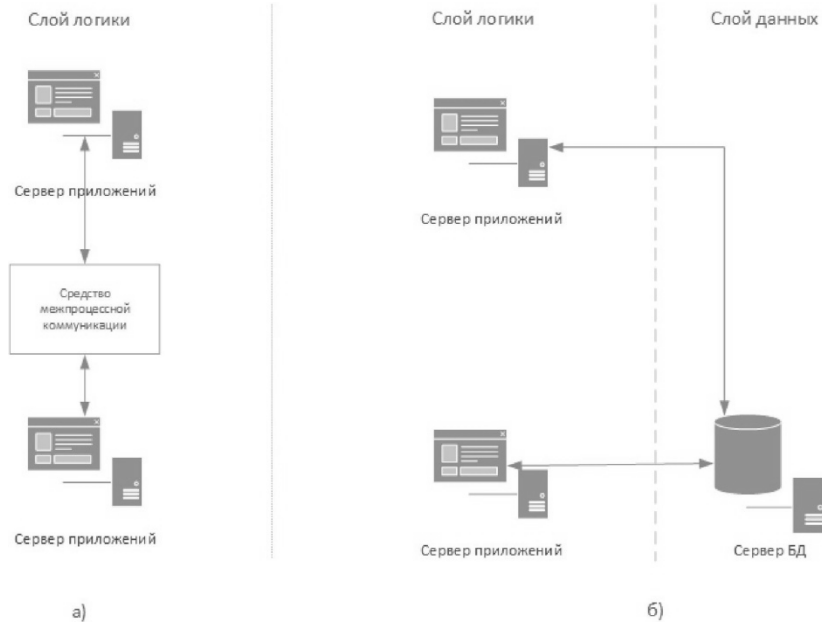 Слой логики
Сервер приложений
Средство
межпроцессной
коммуникации
Сервер приложений
а)
Слой логики
Слой данных
Сервер приложений
Сервер приложений
Сервер БД
б)